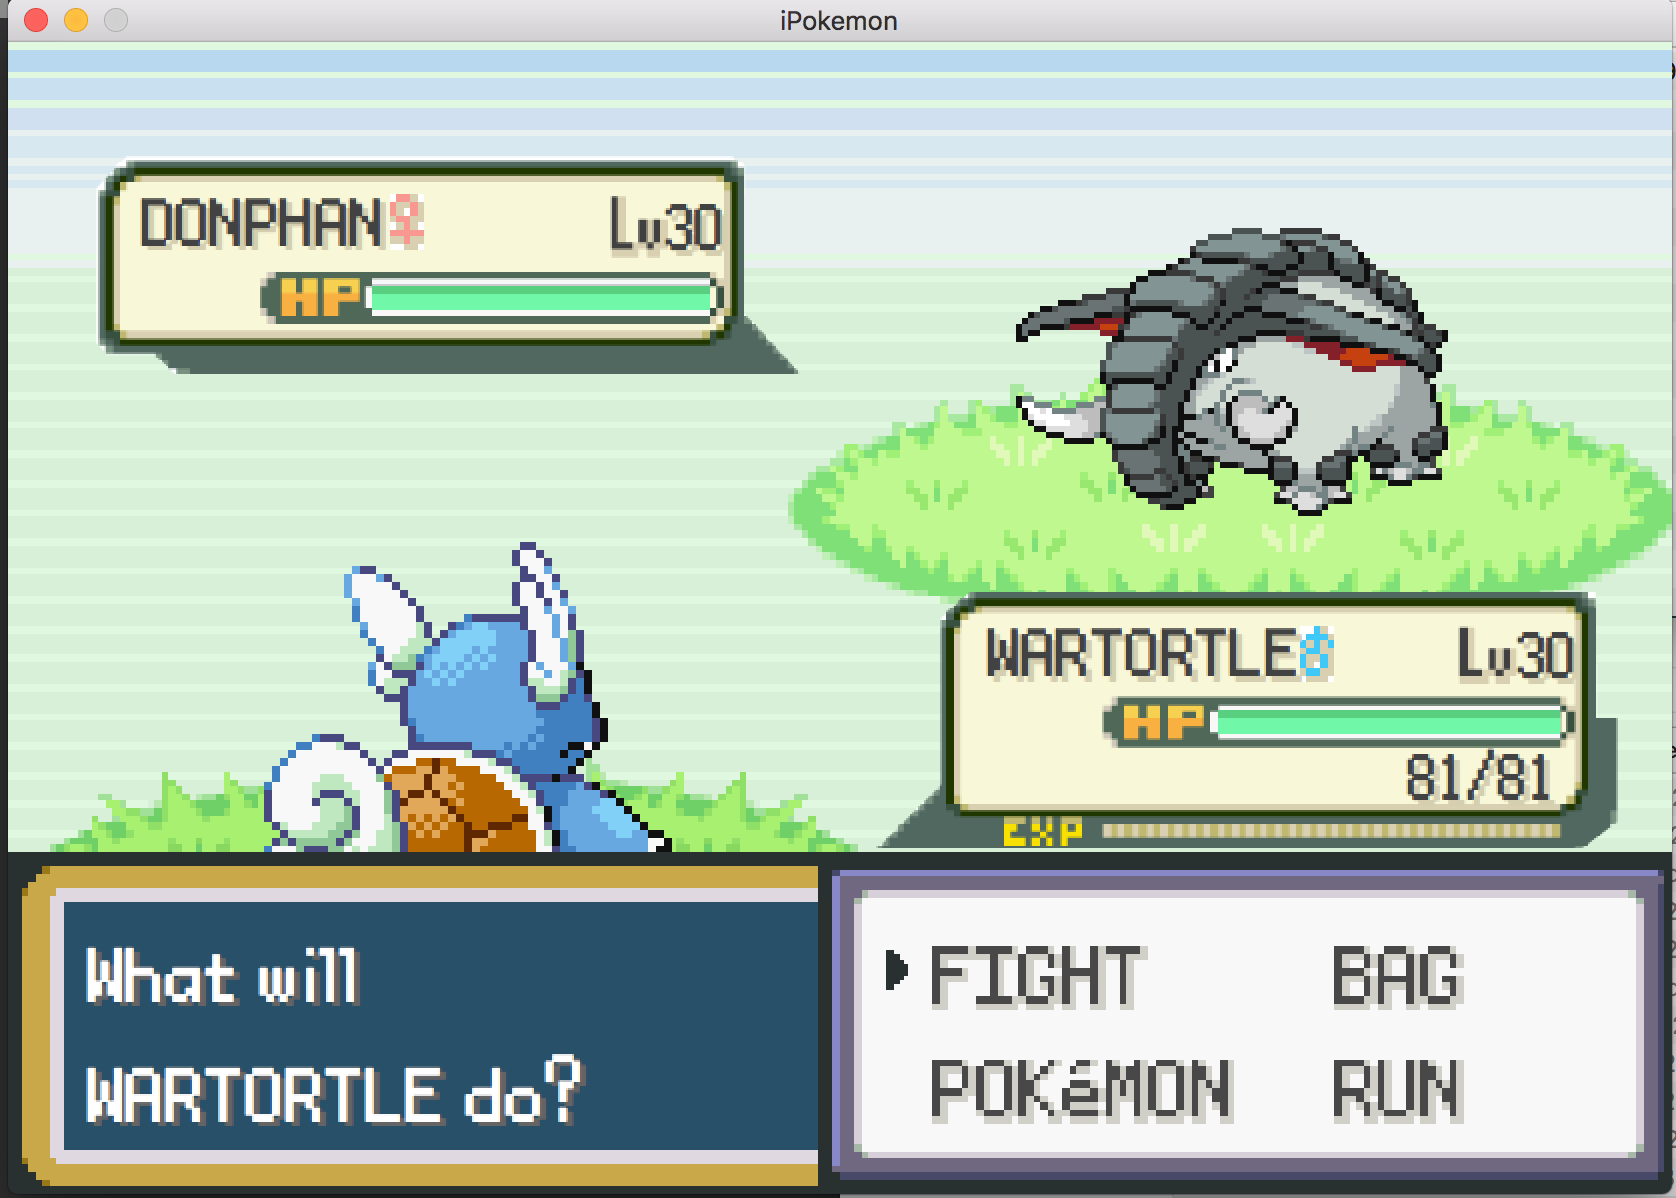 iPokemon
DONPHAN♀ Lv30
HP
WARTORTLE♂ Lv30
HP
81/81
EXP
What will
WARTORTLE do?
FIGHT BAG
POKéMON RUN